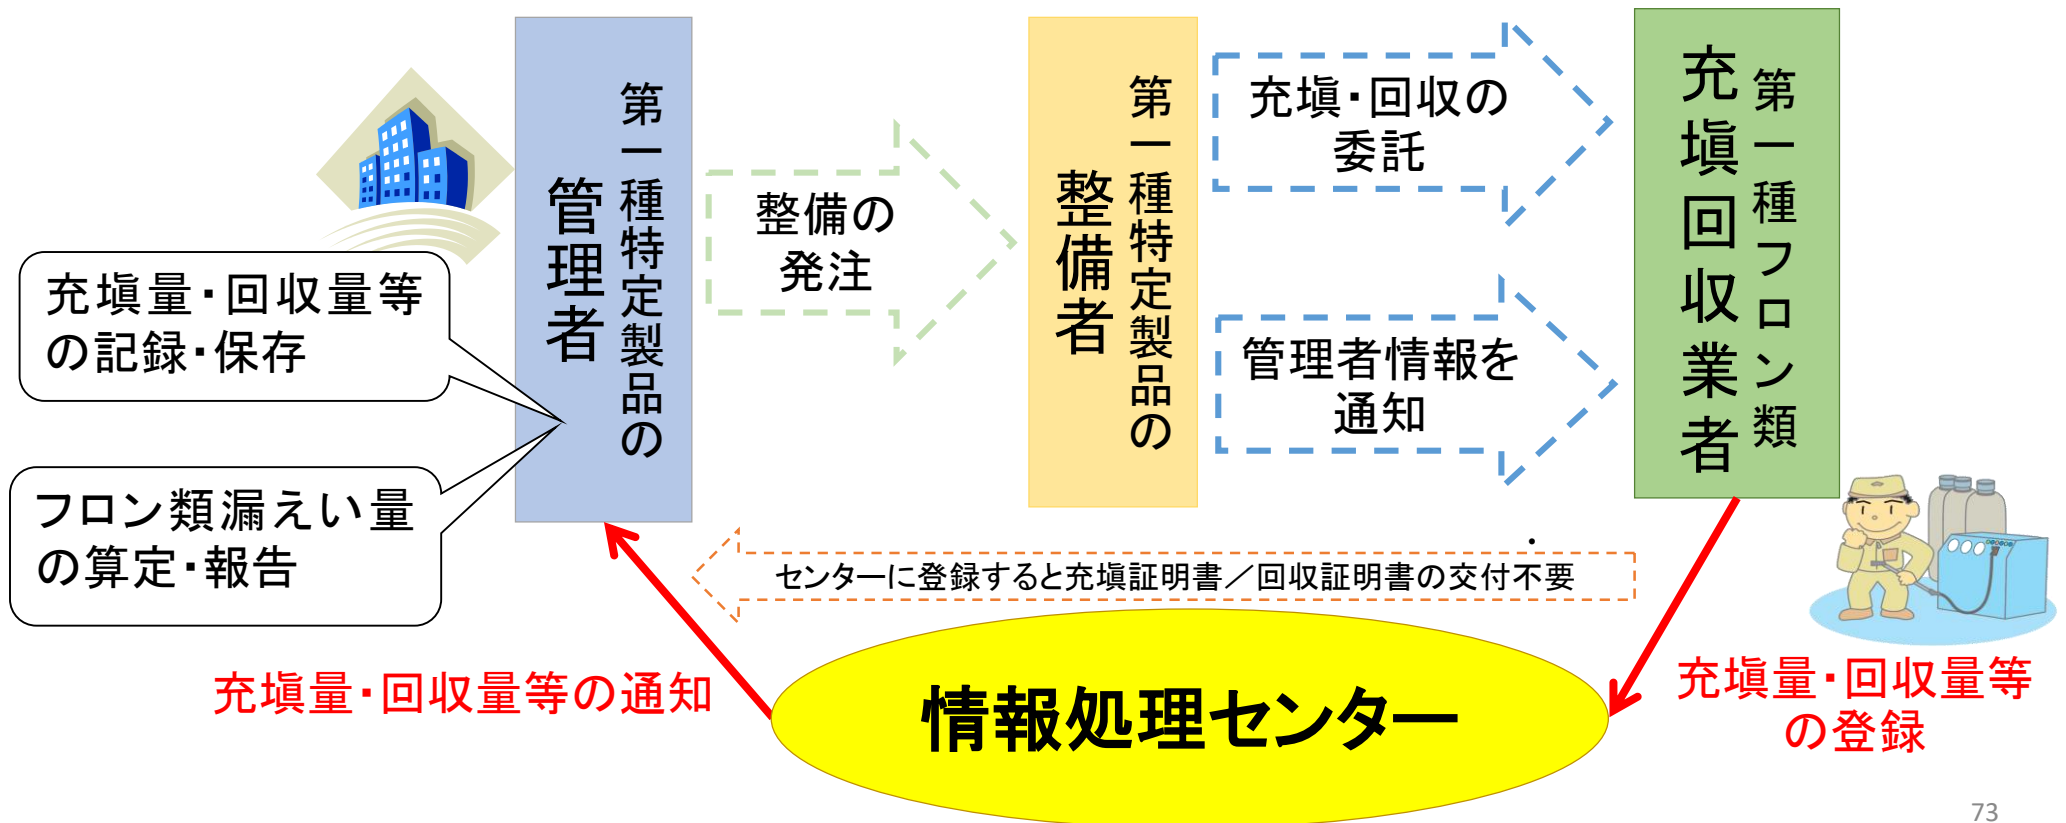 第一種特定製品の
管理者
整備の
発注
第一種特定製品の
整備者
充塡・回収の
委託
管理者情報を
通知
第一種フロン類
充塡回収業者
充塡量・回収量等
の記録・保存
フロン類漏えい量
の算定・報告
センターに登録すると充塡証明書／回収証明書の交付不要
充塡量・回収量等の通知
情報処理センター
充塡量・回収量等
の登録
73